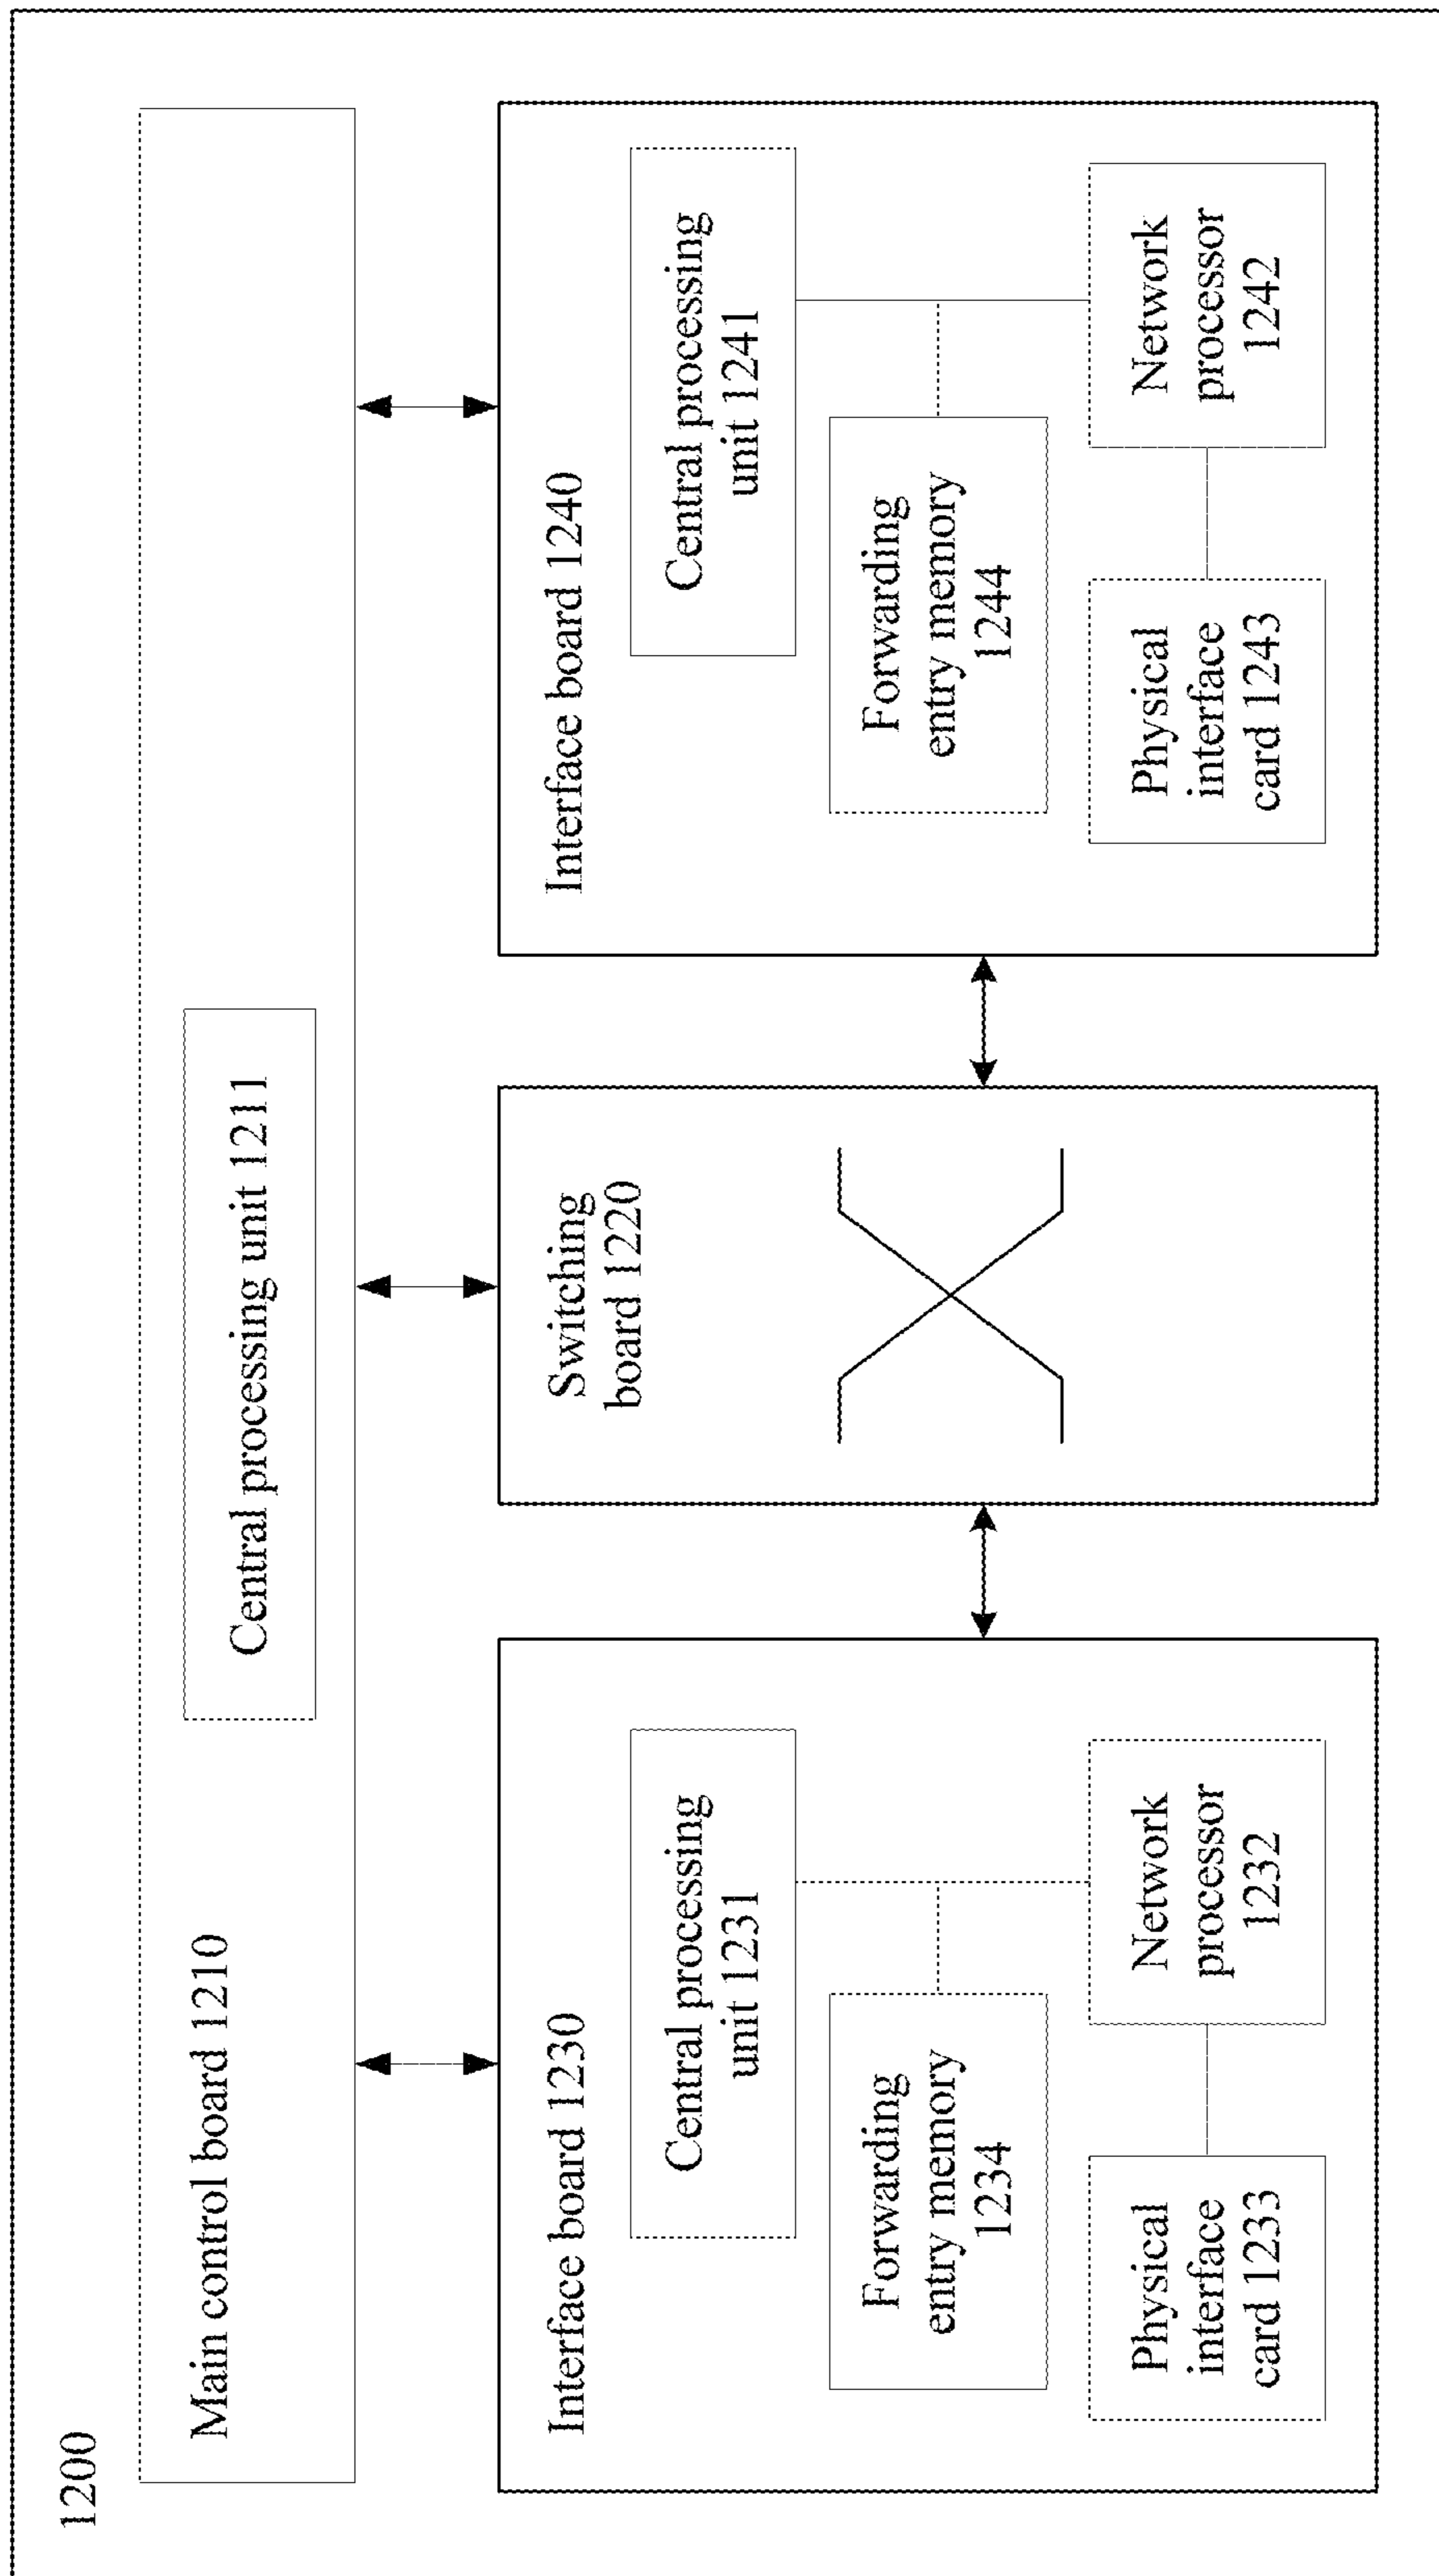 1200
Main control board 1210
Central processing unit 1211
Interface board 1230
Central processing
unit 1231
Forwarding
entry memory
1234
Physical
interface
card 1233
Network
processor
1232
Switching
board 1220
Interface board 1240
Central processing
unit 1241
Forwarding
entry memory
1244
Physical
interface
card 1243
Network
processor
1242